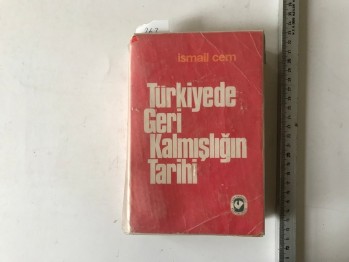 ismail cem
Türkiyede
Geri
Kalmışlığın
Tarihi